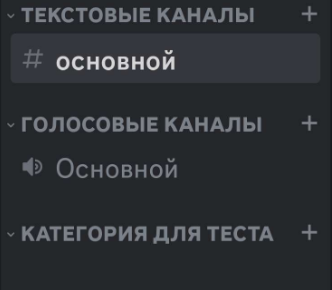 ТЕКСТОВЫЕ КАНАЛЫ +
# основной
ГОЛОСОВЫЕ КАНАЛЫ +
Основной
КАТЕГОРИЯ ДЛЯ ТЕСТА +